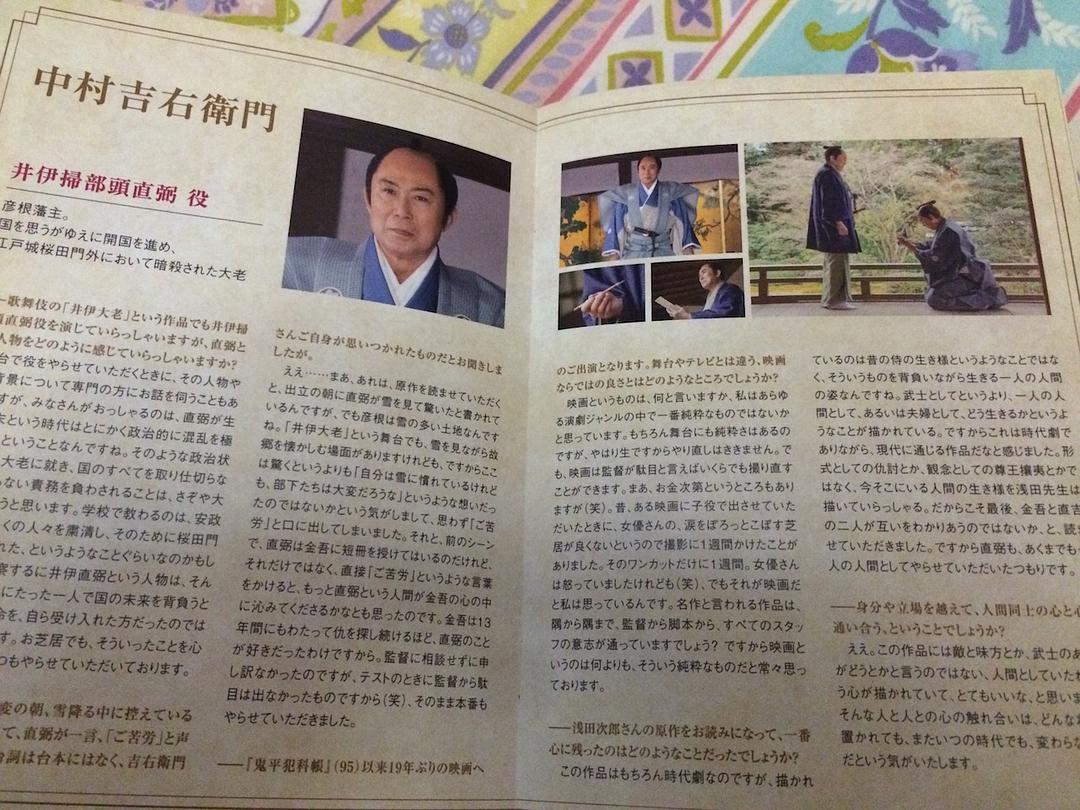 中村吉右衛門
井伊掃部頭直弼 役
彦根藩主。
国を思うがゆえに開国を進め、
江戸城桜田門外において暗殺された大老
―歌舞伎の「井伊大老」という作品でも井伊掃
頭直弼役を演じていらっしゃいますが、直弼と
人物をどのように感じていらっしゃいますか?
台で役をやらせていただくときに、その人物や
背景について専門の方にお話を伺うこともあ
すが、みなさんがおっしゃるのは、直弼が生
末という時代はとにかく政治的に混乱を極
ということなんですね。そのような政治状
大老に就き、国のすべてを取り仕切らな
ない責務を負わされることは、さぞや大
うと思います。学校で教わるのは、安政
くの人々を粛清し、そのために桜田門
れた、というようなことぐらいなのかもし
察するに井伊直弼という人物は、そん
にたった一人で国の未来を背負うと
命を、自ら受け入れた方だったのでは
す。お芝居でも、そういったことを心
つもやらせていただいております。
変の朝、雪降る中に控えている
て、直弼が一言、「ご苦労」と声
台詞は台本にはなく、吉右衛門
さんご自身が思いつかれたものだとお聞きしま
したが。
ええ……まあ、あれは、原作を読ませていただく
と、出立の朝に直弼が雪を見て驚いたと書かれて
いるんですが、でも彦根は雪の多い土地なんです
ね。「井伊大老」という舞台でも、雪を見ながら故
郷を懐かしむ場面がありますけれども、ですからここ
は驚くというよりも「自分は雪に慣れているけれど
も、部下たちは大変だろうな」というような想いだっ
たのではないかという気がしまして、思わず「ご苦
労」と口に出してしまいました。それと、前のシーン
で、直弼は金吾に短冊を授けてはいるのだけれど、
それだけではなく、直接「ご苦労」というような言葉
をかけると、もっと直弼という人間が金吾の心の中
に沁みてくださるかなとも思ったのです。金吾は13
年間にもわたって仇を探し続けるほど、直弼のこと
が好きだったわけですから。監督に相談せずに申
し訳なかったのですが、テストのときに監督から駄
目は出なかったものですから(笑)、そのまま本番も
やらせていただきました。
――『鬼平犯科帳』(95)以来19年ぶりの映画へ
のご出演となります。舞台やテレビとは違う、映画
ならではの良さとはどのようなところでしょうか?
映画というものは、何と言いますか、私はあらゆ
る演劇ジャンルの中で一番純粋なものではないか
と思っています。もちろん舞台にも純粋さはあるの
ですが、やはり生ですからやり直しはききません。で
も、映画は監督が駄目と言えばいくらでも撮り直す
ことができます。まあ、お金次第というところもあり
ますが(笑)。昔、ある映画に子役で出させていた
だいたときに、女優さんの、涙をぽろっとこぼす芝
居が良くないというので撮影に1週間かけたことが
ありました。そのワンカットだけに1週間。女優さん
は怒っていましたけれども(笑)、でもそれが映画だ
と私は思っているんです。名作と言われる作品は、
隅から隅まで、監督から脚本から、すべてのスタッ
フの意志が通っていますでしょう? ですから映画と
いうのは何よりも、そういう純粋なものだと常々思っ
ております。
――浅田次郎さんの原作をお読みになって、一番
心に残ったのはどのようなことだったでしょうか?
この作品はもちろん時代劇なのですが、描かれ
ているのは昔の侍の生き様というようなことではな
く、そういうものを背負いながら生きる一人の人間
の姿なんですね。武士としてというより、一人の人
間として、あるいは夫婦として、どう生きるかというよ
うなことが描かれている。ですからこれは時代劇で
ありながら、現代に通じる作品だなと感じました。形
式としての仇討とか、観念としての尊王攘夷とかで
はなく、今そこにいる人間の生き様を浅田先生は
描いていらっしゃる。だからこそ最後、金吾と直吉
の二人が互いをわかりあうのではないか、と、読ま
せていただきました。ですから直弼も、あくまでも一
人の人間としてやらせていただいたつもりです。
――身分や立場を越えて、人間同士の心と心
通い合う、ということでしょうか?
ええ。この作品には敵と味方とか、武士のあ
がどうとかと言うのではない、人間としていたわ
う心が描かれていて、とてもいいな、と思いま
そんな人と人との心の触れ合いは、どんな
置かれても、またいつの時代でも、変わらな
だという気がいたします。